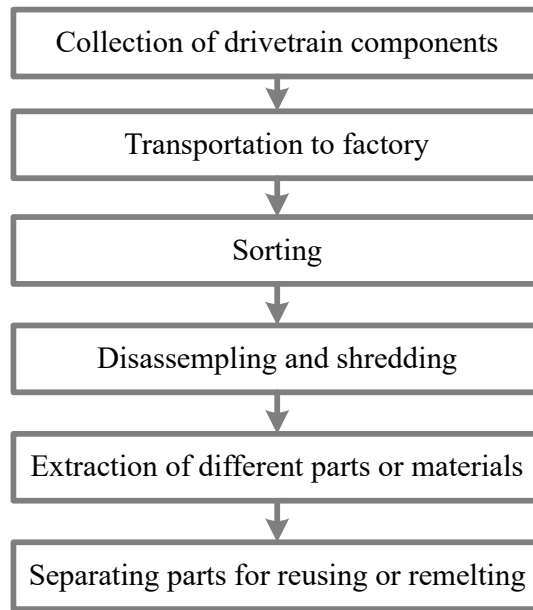 Collection of drivetrain components
Transportation to factory
Sorting
Disassempling and shredding
Extraction of different parts or materials
Separating parts for reusing or remelting